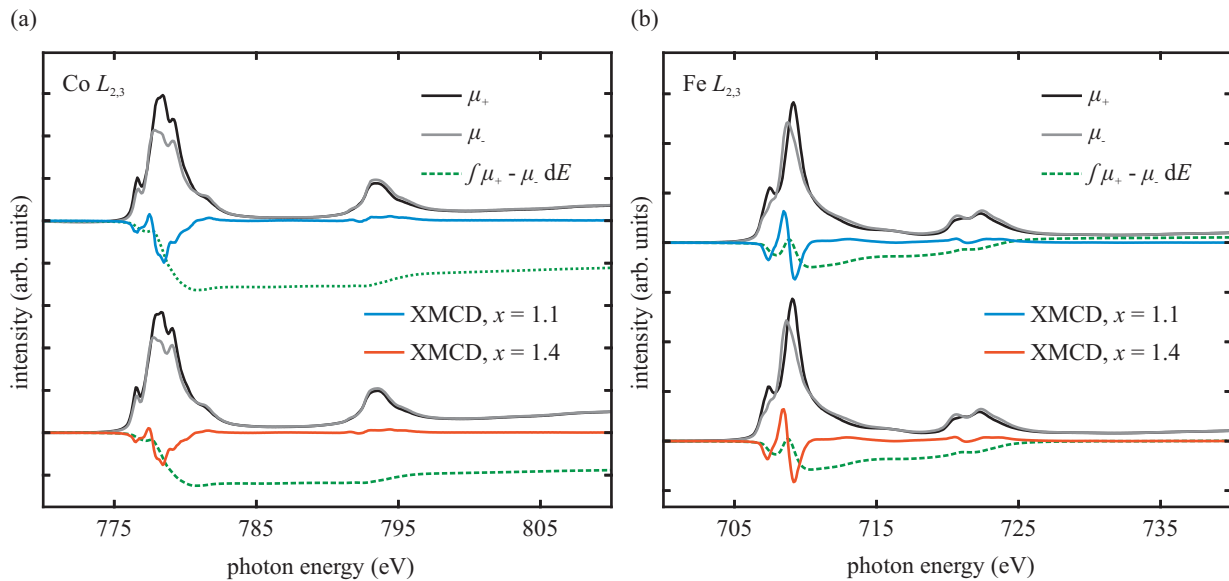 (a)
Co L2,3
μ+
μ-
∫ μ+ - μ- dE
XMCD, x = 1.1
XMCD, x = 1.4
intensity (arb. units)
775 785 795 805
photon energy (eV)
(b)
Fe L2,3
μ+
μ-
∫ μ+ - μ- dE
XMCD, x = 1.1
XMCD, x = 1.4
intensity (arb. units)
705 715 725 735
photon energy (eV)